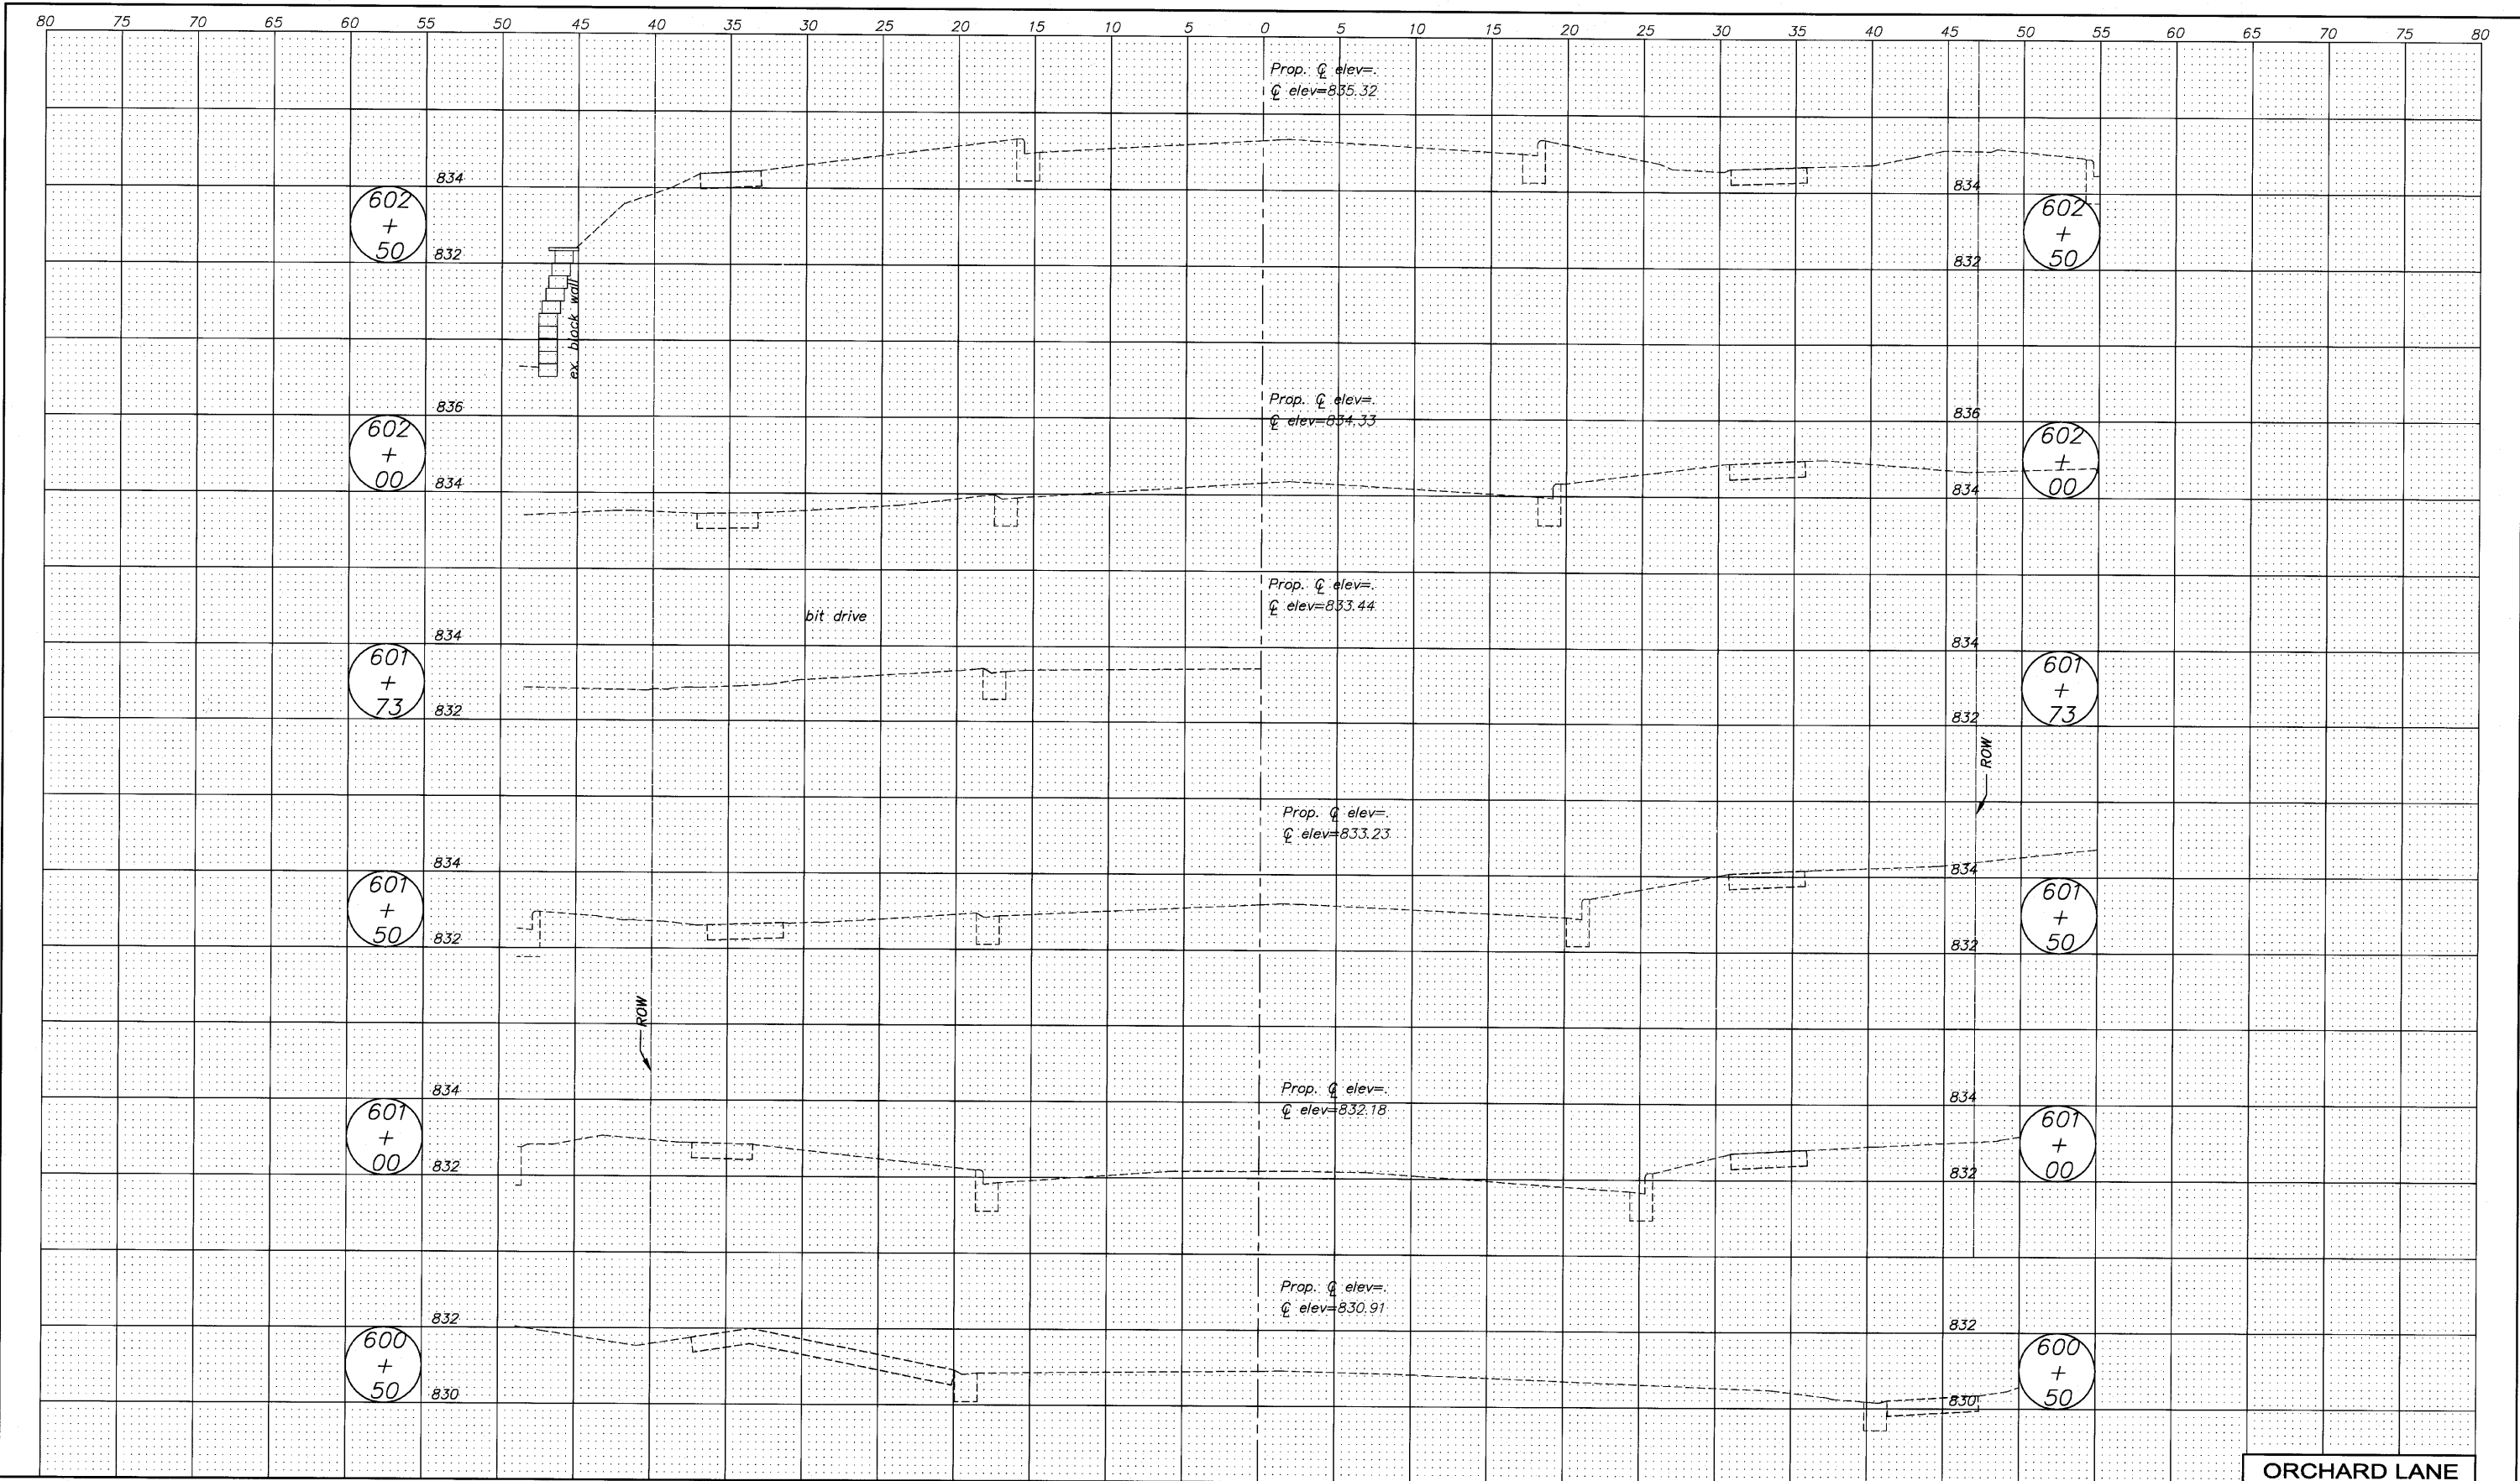 80 75 70 65 60 55 50 45 40 35 30 25 20 15 10 5 0 5 10 15 20 25 30 35 40 45 50 55 60 65 70 75 80
Prop. ℄ elev=.
℄ elev=835.32
834 834
602 + 50 602 + 50
832 832
ex. block wall
836 836
Prop. ℄ elev=.
℄ elev=834.33
602 + 00 602 + 00
834 834
Prop. ℄ elev=.
℄ elev=833.44
bit drive
834 834
601 + 73 601 + 73
832 832
ROW
Prop. ℄ elev=.
℄ elev=833.23
834 834
601 + 50 601 + 50
832 832
ROW
Prop. ℄ elev=.
℄ elev=832.18
834 834
601 + 00 601 + 00
832 832
Prop. ℄ elev=.
℄ elev=830.91
832 832
600 + 50 600 + 50
830 830
ORCHARD LANE